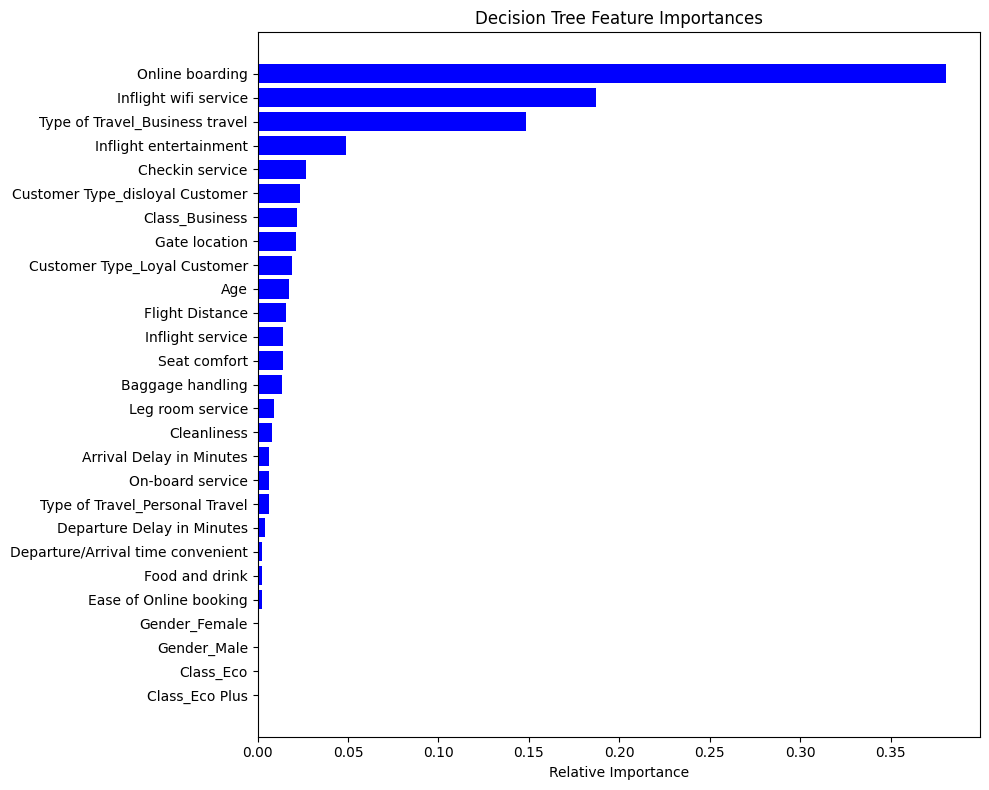 Decision Tree Feature Importances
Online boarding
Inflight wifi service
Type of Travel_Business travel
Inflight entertainment
Checkin service
Customer Type_disloyal Customer
Class_Business
Gate location
Customer Type_Loyal Customer
Age
Flight Distance
Inflight service
Seat comfort
Baggage handling
Leg room service
Cleanliness
Arrival Delay in Minutes
On-board service
Type of Travel_Personal Travel
Departure Delay in Minutes
Departure/Arrival time convenient
Food and drink
Ease of Online booking
Gender_Female
Gender_Male
Class_Eco
Class_Eco Plus
0.00 0.05 0.10 0.15 0.20 0.25 0.30 0.35
Relative Importance